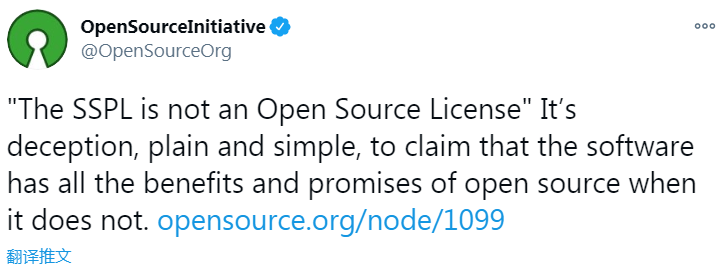 OpenSourceInitiative
@OpenSourceOrg
"The SSPL is not an Open Source License" It’s
deception, plain and simple, to claim that the software
has all the benefits and promises of open source when
it does not. opensource.org/node/1099
翻译推文